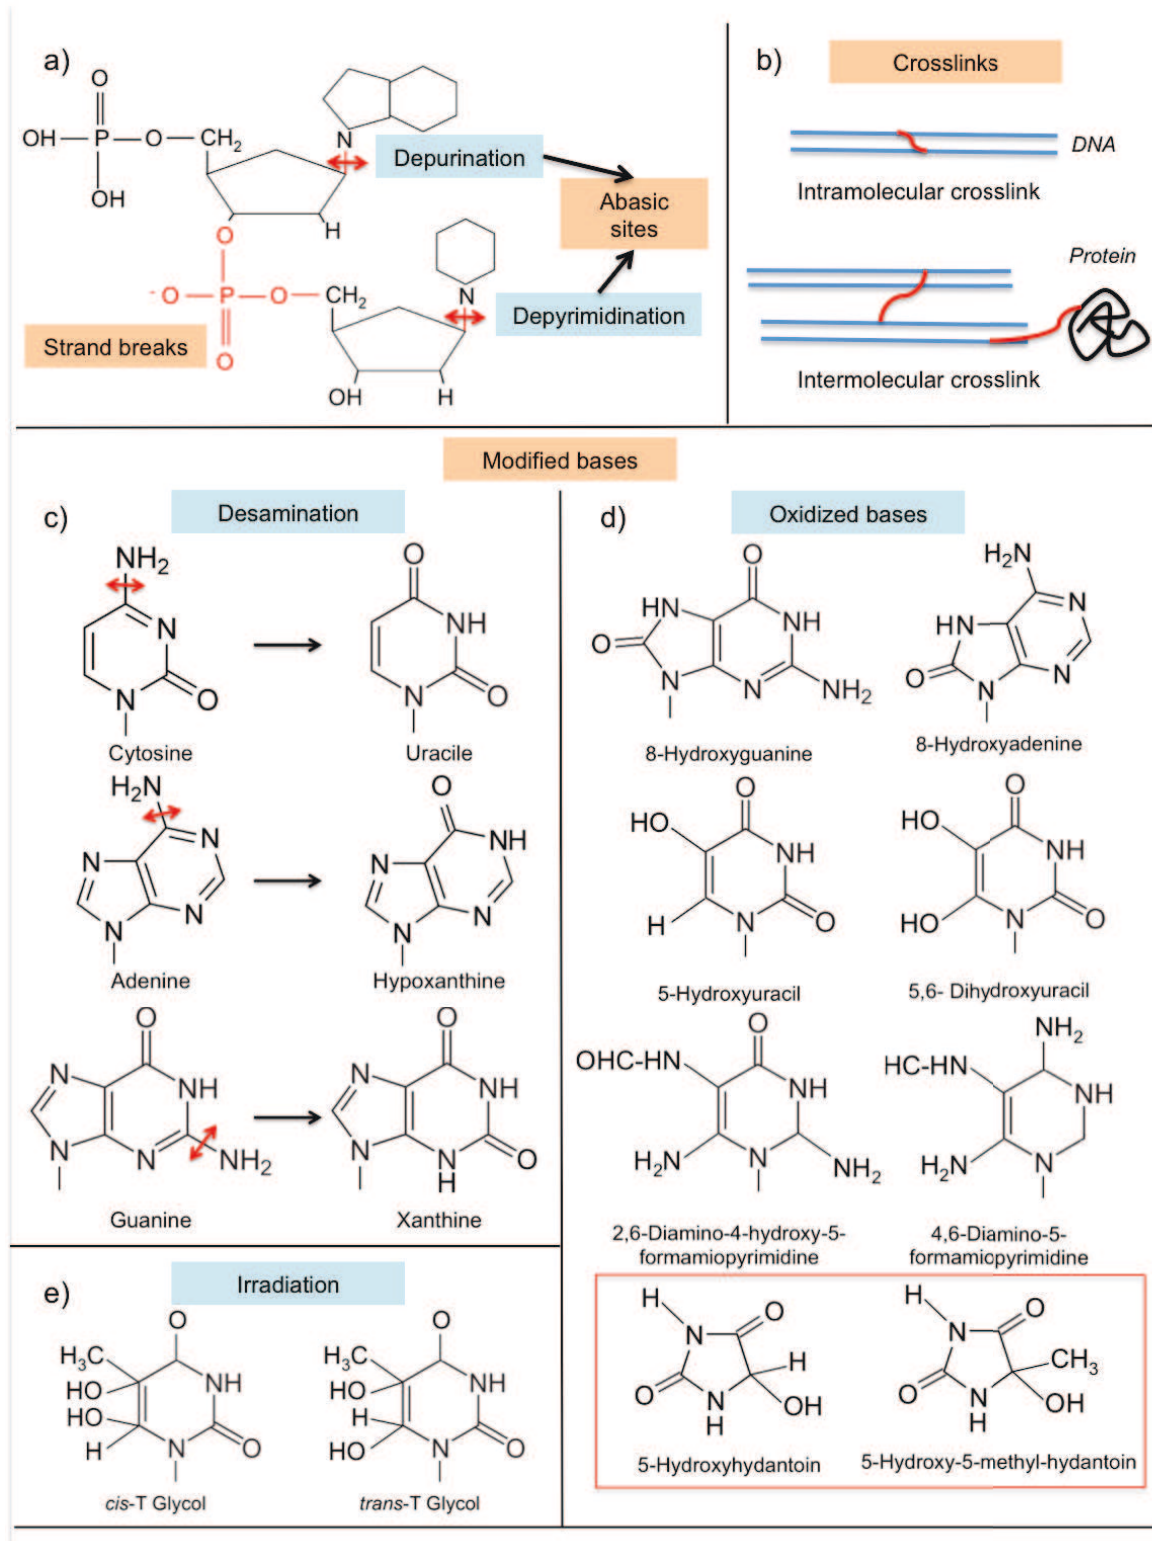 a)
O
OH
P
O
CH2
OH
N
Depurination
Abasic
sites
H
O
-O
P
O
CH2
O
N
Depyrimidination
Strand breaks
OH
H
b)
Crosslinks
DNA
Intramolecular crosslink
Protein
Intermolecular crosslink
Modified bases
c)
Desamination
NH2
N
N
O
Cytosine
O
NH
N
O
Uracile
H2N
N
N
N
N
Adenine
O
NH
N
N
N
Hypoxanthine
O
N
NH
N
N
NH2
Guanine
O
N
NH
N
N
H
O
Xanthine
d)
Oxidized bases
O
HN
NH
O
N
N
NH2
8-Hydroxyguanine
H2N
N
HN
O
N
N
8-Hydroxyadenine
O
HO
NH
H
N
O
5-Hydroxyuracil
O
HO
NH
HO
N
O
5,6- Dihydroxyuracil
O
OHC-HN
NH
H2N
N
NH2
2,6-Diamino-4-hydroxy-5-
formamiopyrimidine
NH2
HC-HN
NH
H2N
N
4,6-Diamino-5-
formamiopyrimidine
H
N
O
O
H
N
H
OH
5-Hydroxyhydantoin
H
N
O
O
CH3
N
H
OH
5-Hydroxy-5-methyl-hydantoin
e)
Irradiation
O
H3C
HO
NH
HO
H
N
O
cis-T Glycol
O
H3C
HO
NH
H
HO
N
O
trans-T Glycol